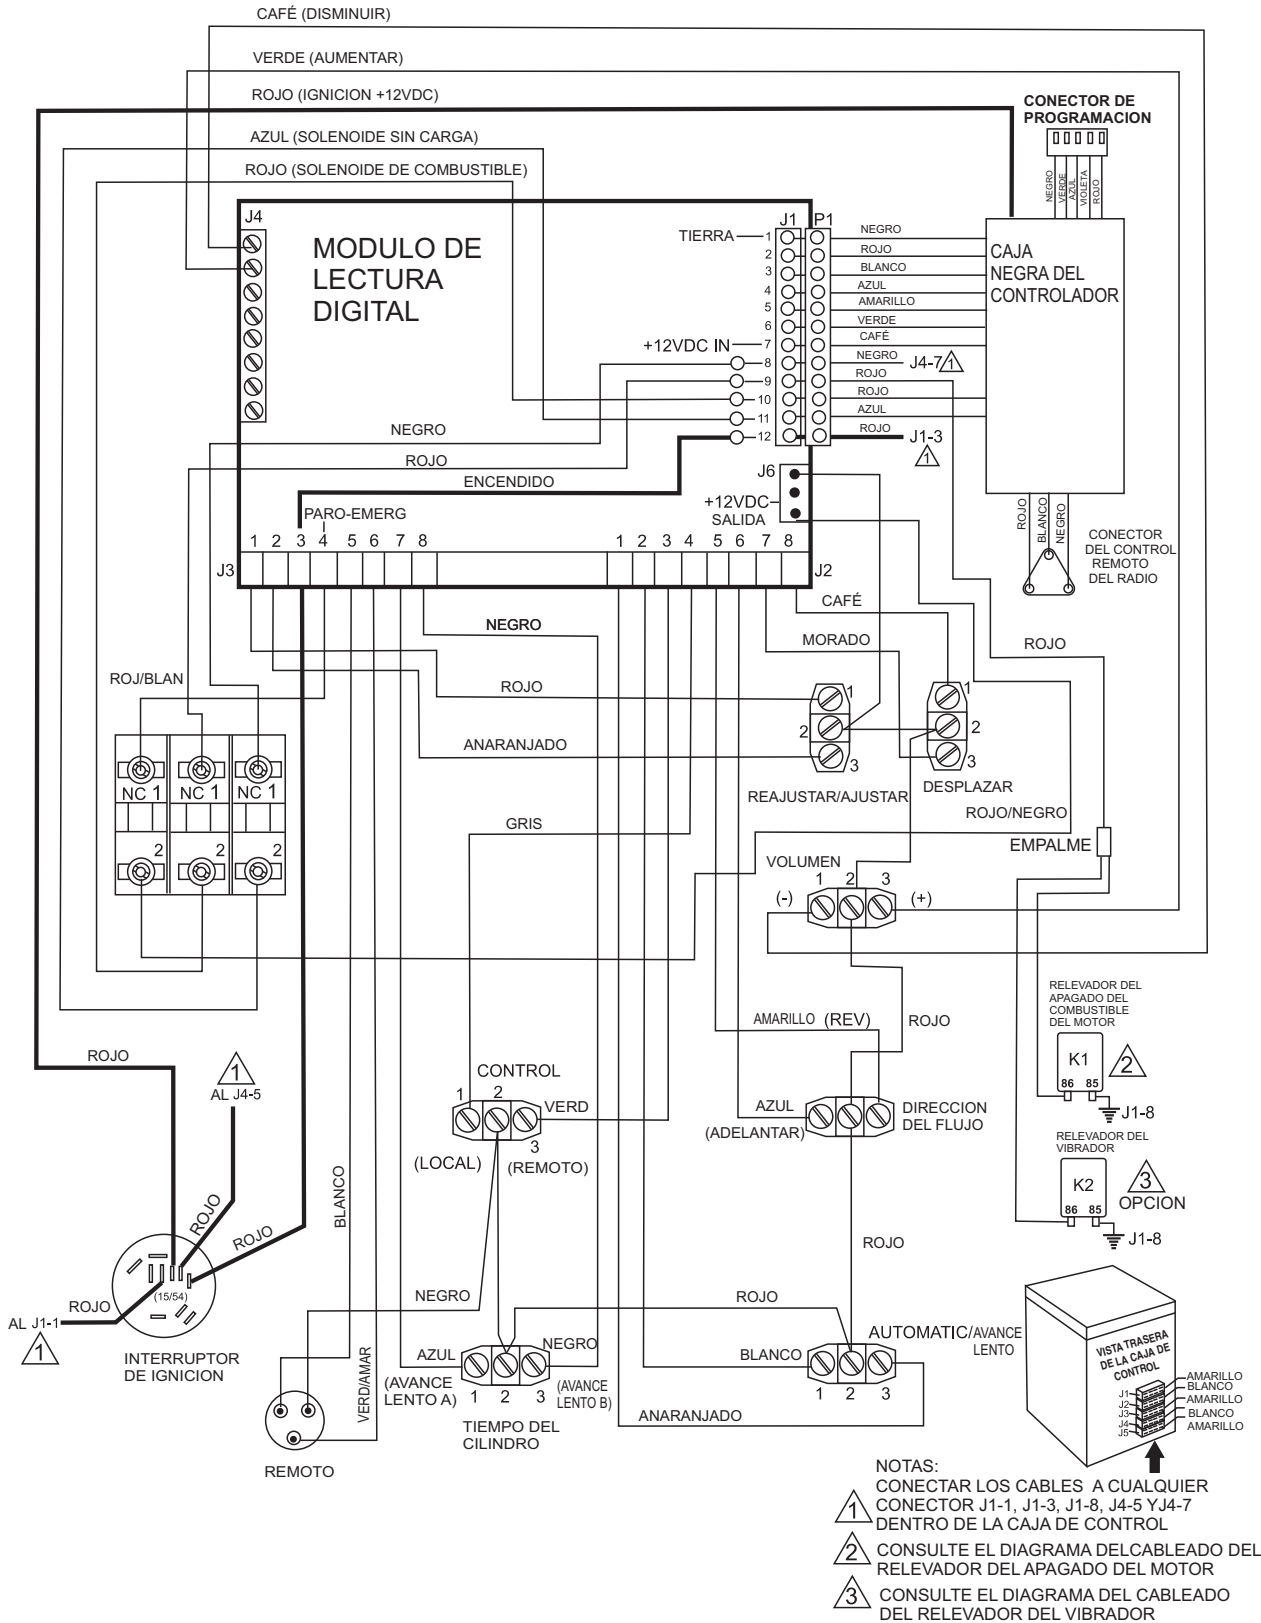 CAFÉ (DISMINUIR)
VERDE (AUMENTAR)
ROJO (IGNICION +12VDC)
AZUL (SOLENOIDE SIN CARGA)
ROJO (SOLENOIDE DE COMBUSTIBLE)
CONECTOR DE
PROGRAMACION
NEGRO
VERDE
AZUL
VIOLETA
ROJO
J4
MODULO DE
LECTURA
DIGITAL
J1 P1
TIERRA
1
2
3
4
5
6
+12VDC IN
7
8
9
10
11
12
NEGRO
ROJO
BLANCO
AZUL
AMARILLO
VERDE
CAFÉ
NEGRO
J4-7 1
ROJO
ROJO
AZUL
ROJO
J1-3
1
CAJA
NEGRA DEL
CONTROLADOR
NEGRO
ROJO
ENCENDIDO
J6
+12VDC
SALIDA
PARO-EMERG
1 2 3 4 5 6 7 8
1 2 3 4 5 6 7 8
J3
J2
ROJO
BLANCO
NEGRO
CONECTOR
DEL CONTROL
REMOTO
DEL RADIO
CAFÉ
NEGRO
MORADO
ROJO
ROJ/BLAN
ROJO
ANARANJADO
1
2
3
1
2
3
REAJUSTAR/AJUSTAR
DESPLAZAR
NC 1 NC 1 NC 1
2 2 2
GRIS
ROJO/NEGRO
EMPALME
VOLUMEN
1 2 3
(-)
(+)
AMARILLO (REV)
ROJO
RELEVADOR DEL
APAGADO DEL
COMBUSTIBLE
DEL MOTOR
K1
86 85
2
J1-8
ROJO
1
AL J4-5
CONTROL
1 2
VERD
3
(LOCAL)
(REMOTO)
AZUL
(ADELANTAR)
DIRECCION
DEL FLUJO
RELEVADOR DEL
VIBRADOR
K2
86 85
3
OPCION
J1-8
BLANCO
ROJO
ROJO
ROJO
ROJO
(15/54)
AL J1-1
1
INTERRUPTOR
DE IGNICION
NEGRO
VERD/AMAR
ROJO
AZUL
NEGRO
(AVANCE
LENTO A)
1 2 3
(AVANCE
LENTO B)
TIEMPO DEL
CILINDRO
BLANCO
AUTOMATIC/AVANCE
LENTO
1 2 3
ANARANJADO
REMOTO
VISTA TRASERA
DE LA CAJA DE
CONTROL
J1
J2
J3
J4
J5
AMARILLO
BLANCO
AMARILLO
BLANCO
AMARILLO
NOTAS:
CONECTAR LOS CABLES A CUALQUIER
1 CONECTOR J1-1, J1-3, J1-8, J4-5 YJ4-7
DENTRO DE LA CAJA DE CONTROL
2 CONSULTE EL DIAGRAMA DELCABLEADO DEL
RELEVADOR DEL APAGADO DEL MOTOR
3 CONSULTE EL DIAGRAMA DEL CABLEADO
DEL RELEVADOR DEL VIBRADOR